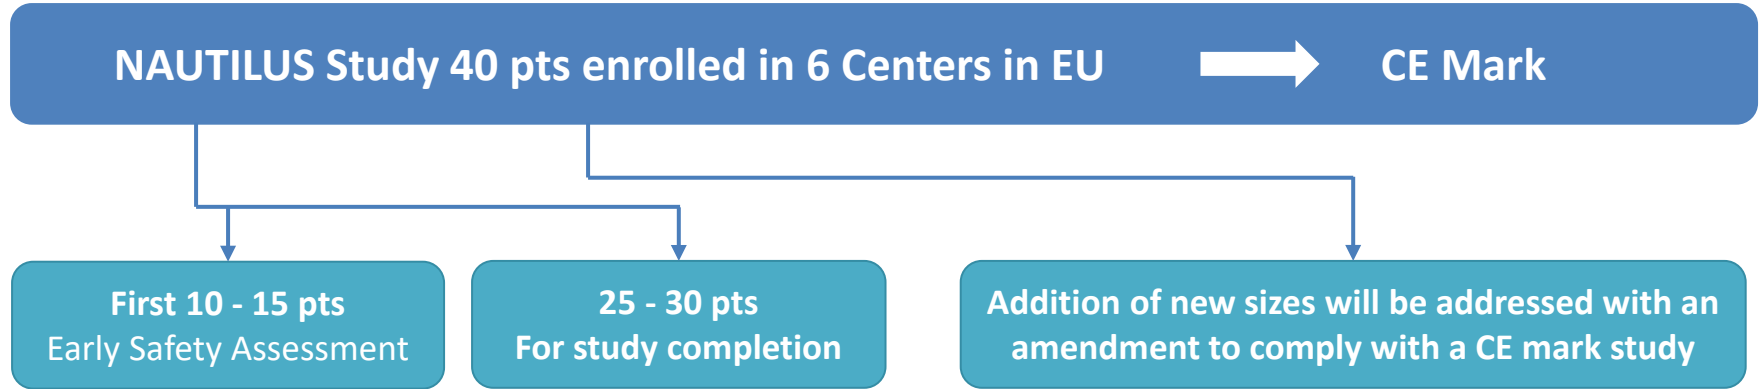 NAUTILUS Study 40 pts enrolled in 6 Centers in EU CE Mark
First 10 - 15 pts
Early Safety Assessment
25 - 30 pts
For study completion
Addition of new sizes will be addressed with an
amendment to comply with a CE mark study